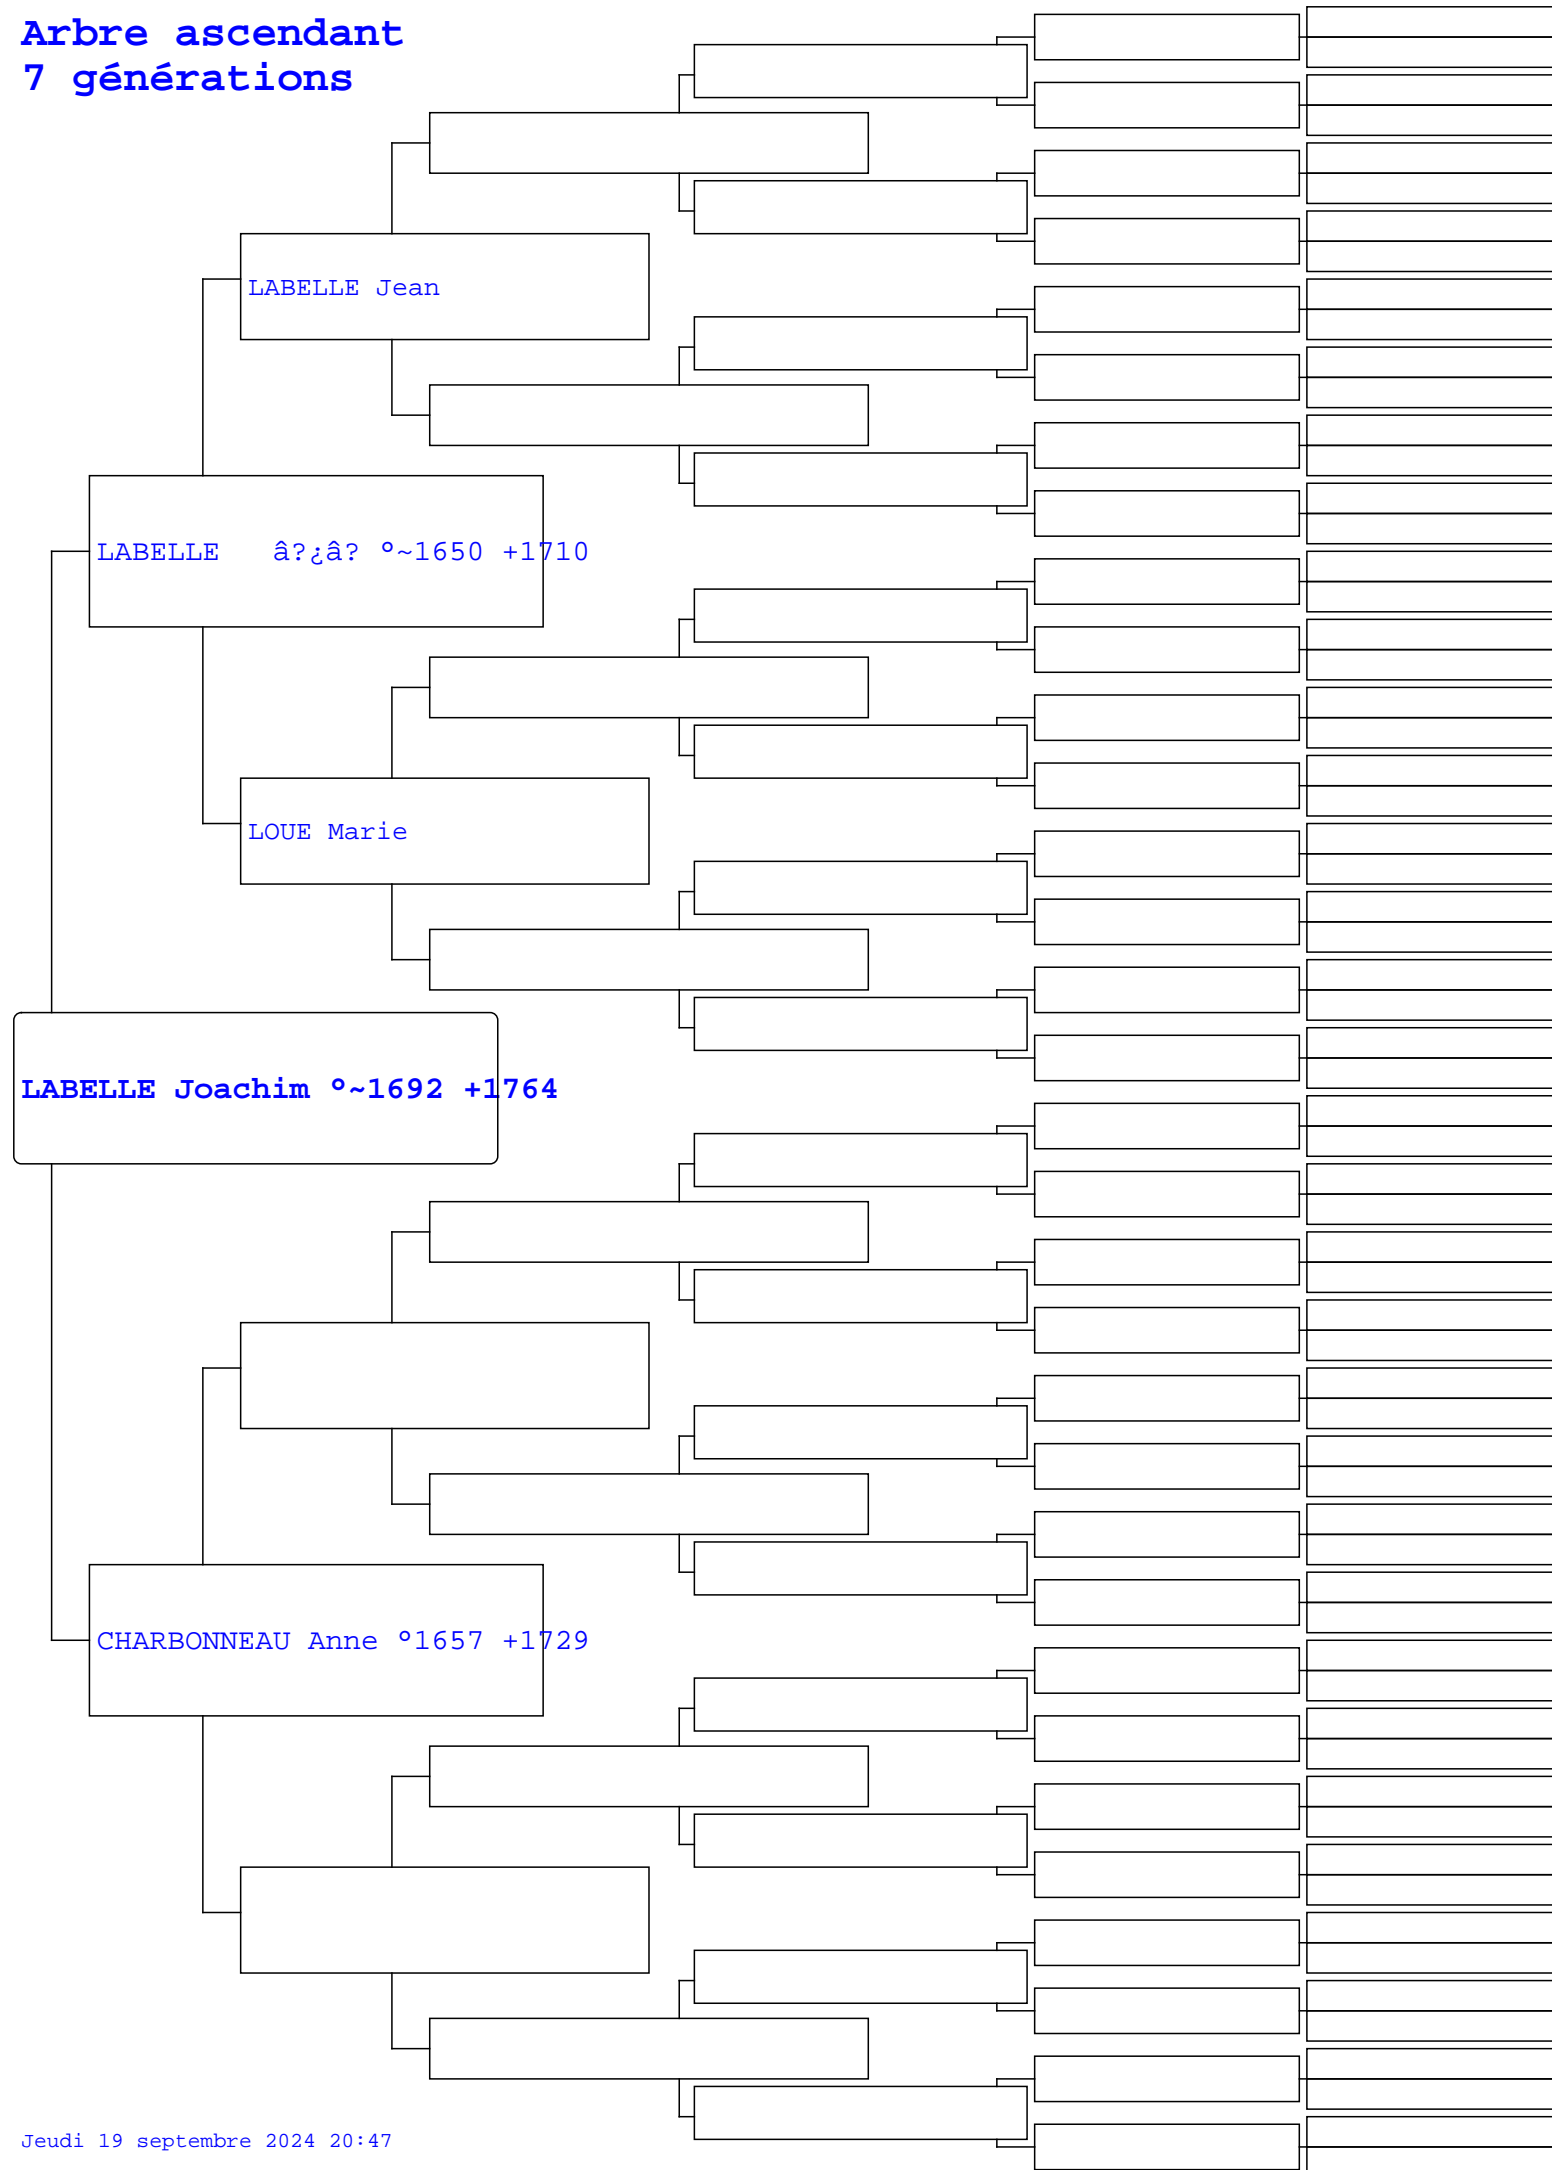 Arbre ascendant
7 générations
LABELLE Jean
LABELLE   â?¿â? °~1650 +1710
LOUE Marie
LABELLE Joachim °~1692 +1764
CHARBONNEAU Anne °1657 +1729
Jeudi 19 septembre 2024 20:47